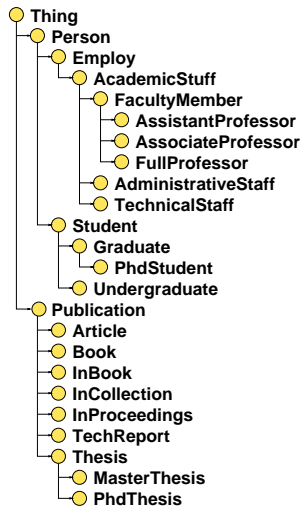 Thing
Person
Employ
AcademicStuff
FacultyMember
AssistantProfessor
AssociateProfessor
FullProfessor
AdministrativeStaff
TechnicalStaff
Student
Graduate
PhdStudent
Undergraduate
Publication
Article
Book
InBook
InCollection
InProceedings
TechReport
Thesis
MasterThesis
PhdThesis